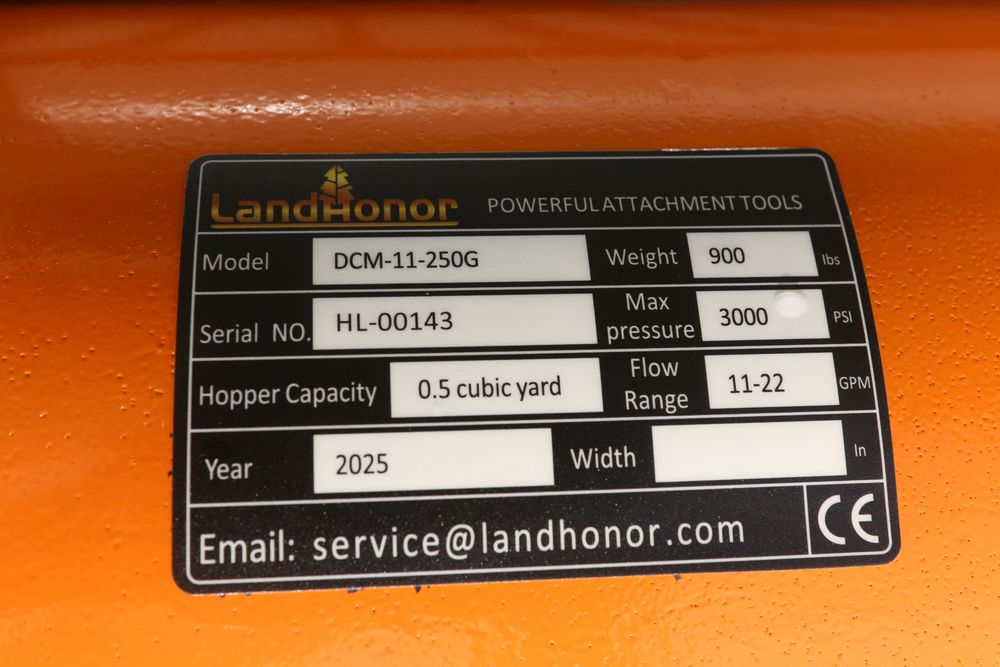 LandHonor POWERFUL ATTACHMENT TOOLS
Model DCM-11-250G Weight 900 lbs
Serial NO. HL-00143 Max pressure 3000 PSI
Hopper Capacity 0.5 cubic yard Flow Range 11-22 GPM
Year 2025 Width In
Email: service@landhonor.com CE